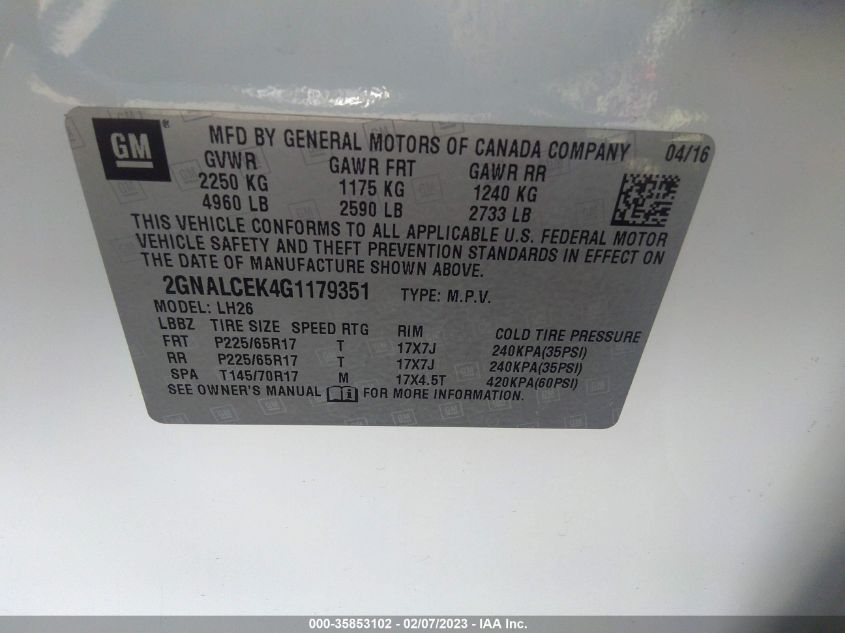 GM ® MFD BY GENERAL MOTORS OF CANADA COMPANY 04/16
GVWR GAWR FRT GAWR RR
2250 KG 1175 KG 1240 KG
4960 LB 2590 LB 2733 LB
THIS VEHICLE CONFORMS TO ALL APPLICABLE U.S. FEDERAL MOTOR
VEHICLE SAFETY AND THEFT PREVENTION STANDARDS IN EFFECT ON
THE DATE OF MANUFACTURE SHOWN ABOVE.
2GNALCEK4G1179351 TYPE: M.P.V.
MODEL: LH26
LBBZ TIRE SIZE SPEED RTG RIM COLD TIRE PRESSURE
FRT P225/65R17 T 17X7J 240KPA(35PSI)
RR P225/65R17 T 17X7J 240KPA(35PSI)
SPA T145/70R17 M 17X4.5T 420KPA(60PSI)
SEE OWNER'S MANUAL FOR MORE INFORMATION.
000-35853102 - 02/07/2023 - IAA Inc.